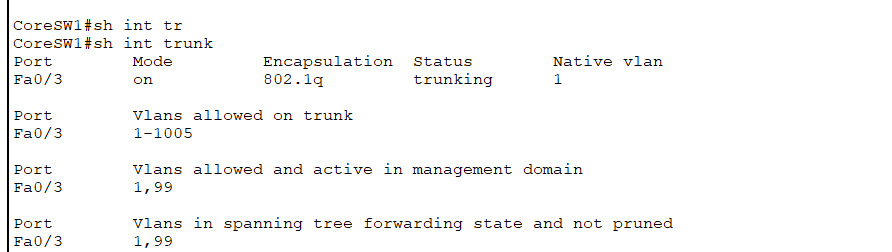 CoreSW1#sh int tr
CoreSW1#sh int trunk
Port        Mode         Encapsulation  Status        Native vlan
Fa0/3       on           802.1q         trunking      1
Port        Vlans allowed on trunk
Fa0/3       1-1005
Port        Vlans allowed and active in management domain
Fa0/3       1,99
Port        Vlans in spanning tree forwarding state and not pruned
Fa0/3       1,99